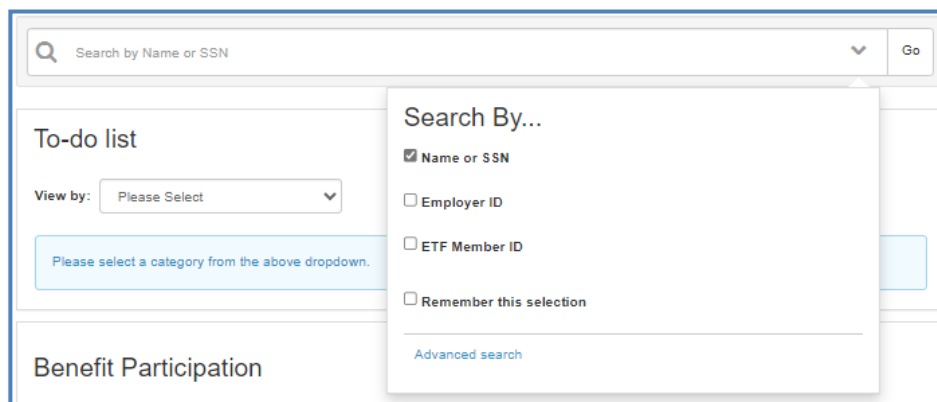 Search by Name or SSN
Go
To-do list
View by: Please Select
Please select a category from the above dropdown.
Benefit Participation
Search By...
Name or SSN
Employer ID
ETF Member ID
Remember this selection
Advanced search